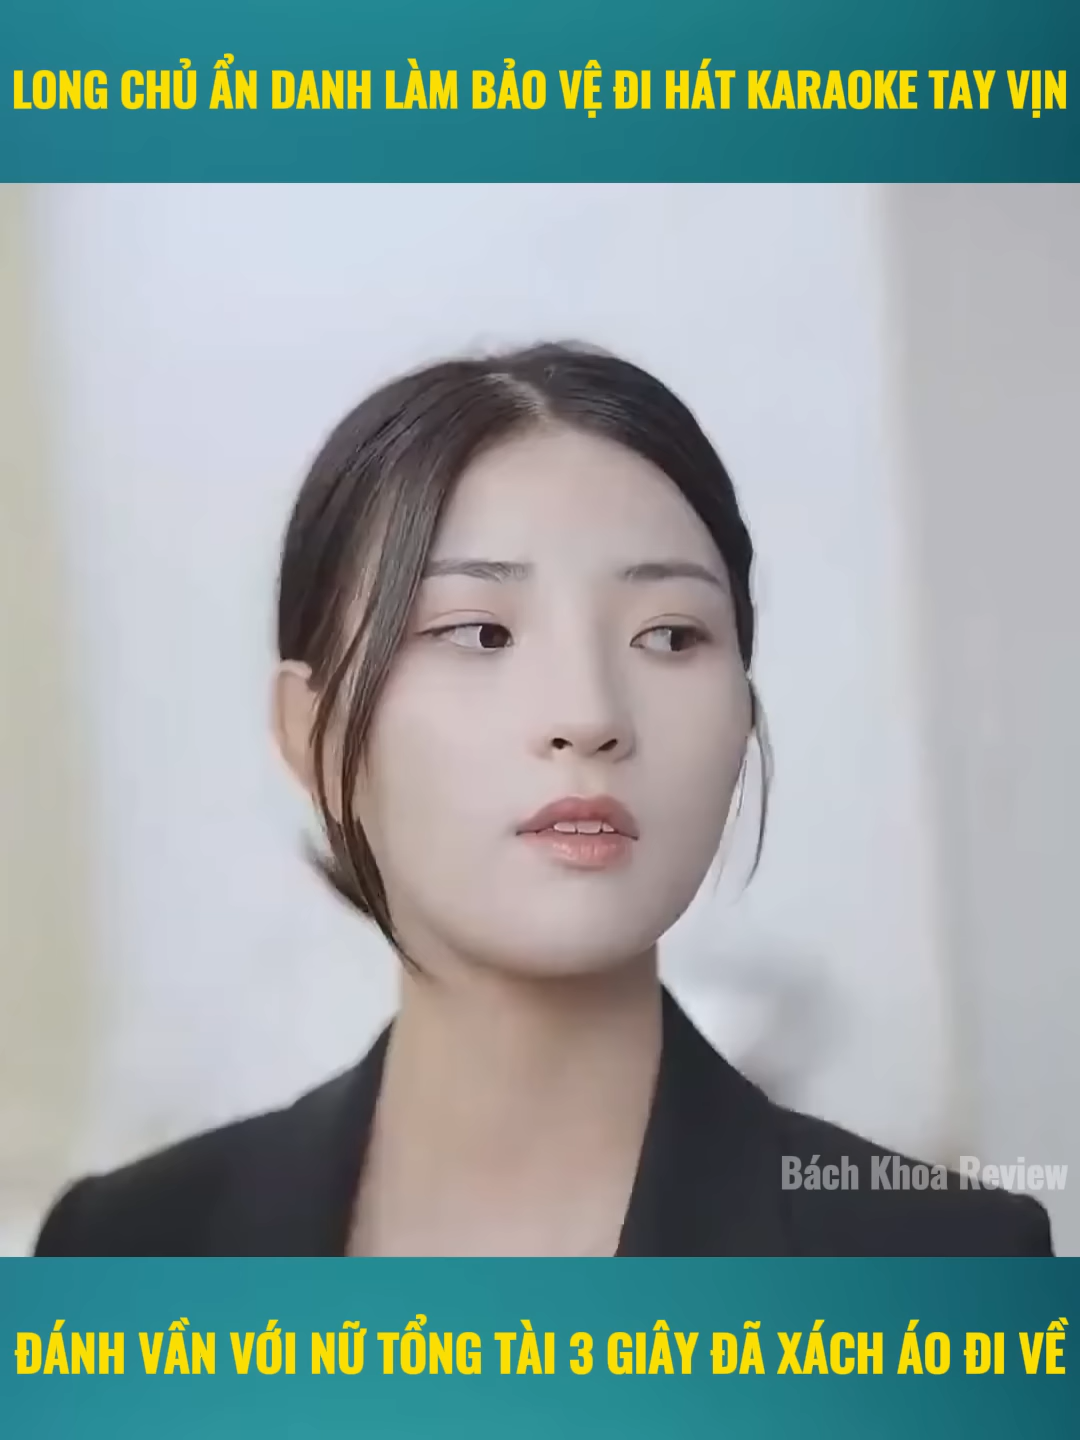 LONG CHỦ ẨN DANH LÀM BẢO VỆ ĐI HÁT KARAOKE TAY VỊN
Bách Khoa Review
ĐÁNH VẦN VỚI NỮ TỔNG TÀI 3 GIÂY ĐÃ XÁCH ÁO ĐI VỀ